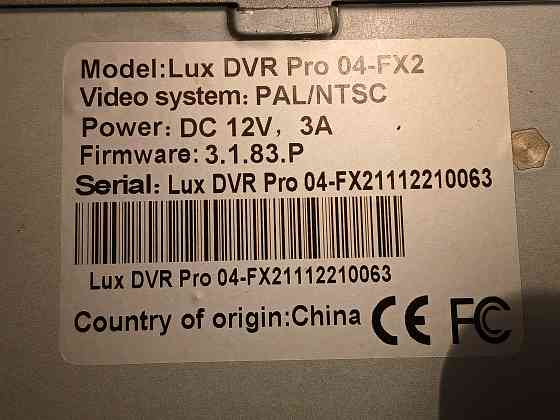 Model:Lux DVR Pro 04-FX2
Video system: PAL/NTSC
Power: DC 12V, 3A
Firmware: 3.1.83.P
Serial: Lux DVR Pro 04-FX21112210063
Lux DVR Pro 04-FX21112210063
Country of origin:China CE FC